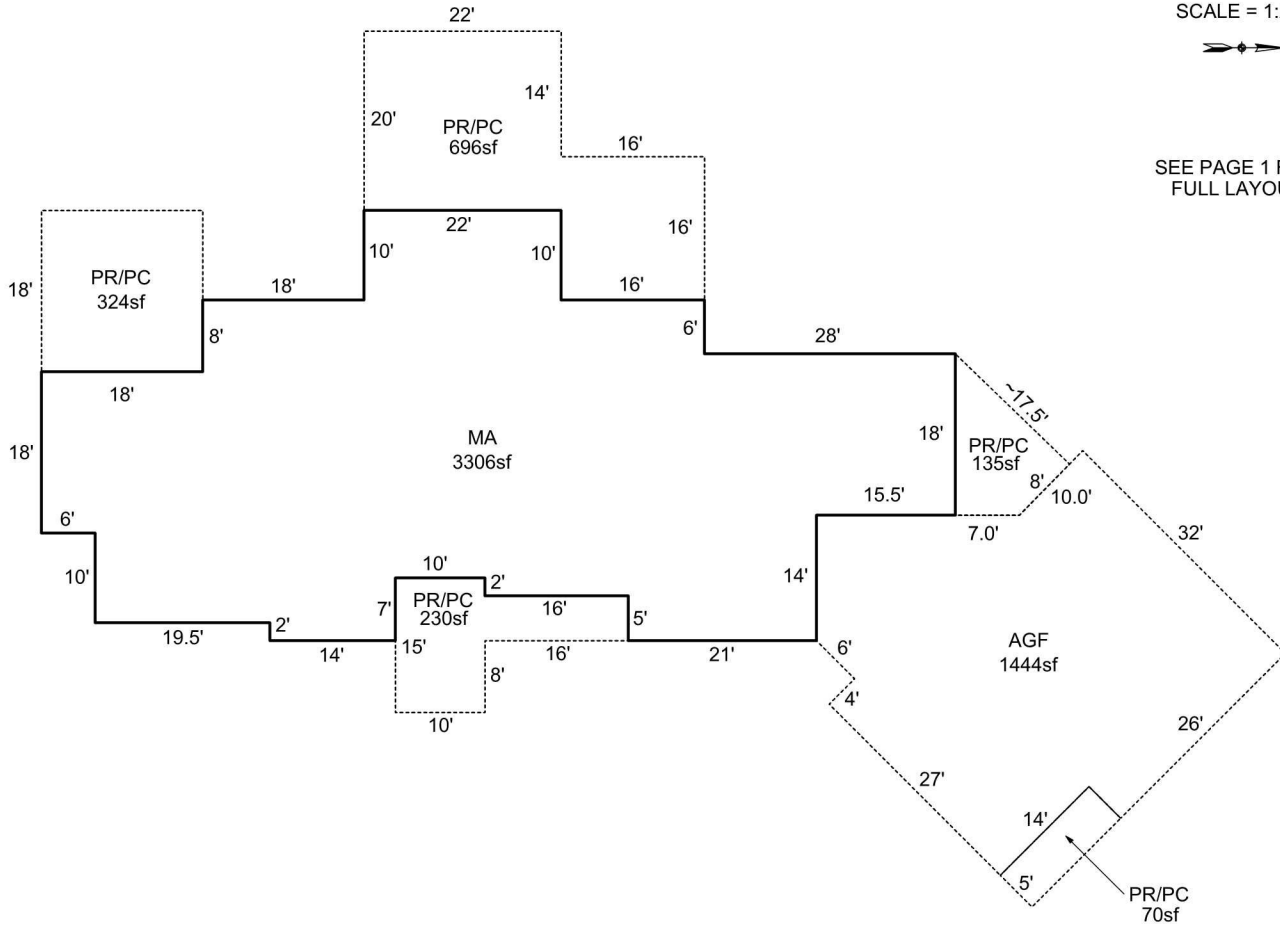 22'
SCALE = 1:
20'
14'
PR/PC
696sf
16'
SEE PAGE 1
FULL
22'
10'
10'
16'
18'
PR/PC
324sf
18'
16'
8'
6'
28'
18'
18'
MA
3306sf
18'
~17.5'
PR/PC
135sf
8'
10.0'
15.5'
7.0'
32'
6'
10'
10'
2'
14'
7'
PR/PC
230sf
16'
5'
19.5'
2'
14'
15'
16'
21'
6'
AGF
1444sf
8'
10'
4'
26'
27'
14'
5'
PR/PC
70sf